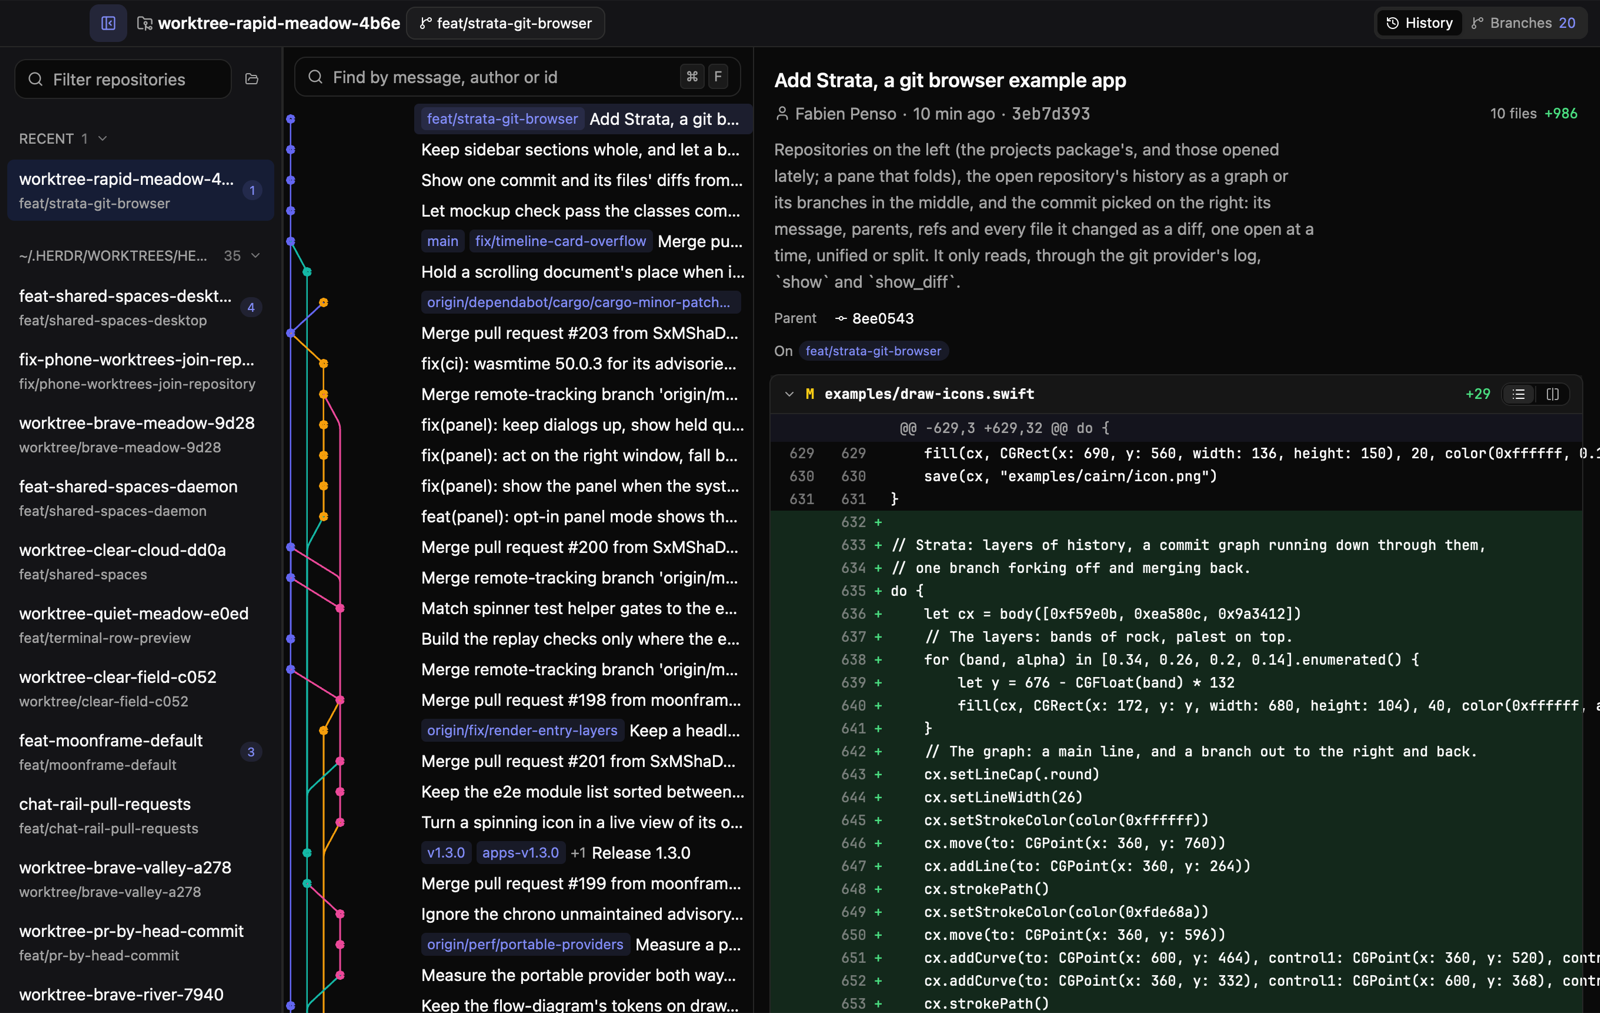 worktree-rapid-meadow-4b6e
feat/strata-git-browser
History
Branches 20
Filter repositories
RECENT 1
worktree-rapid-meadow-4...
feat/strata-git-browser
1
~/.HERDR/WORKTREES/HE... 35
feat-shared-spaces-deskt...
feat/shared-spaces-desktop
4
fix-phone-worktrees-join-rep...
fix/phone-worktrees-join-repository
worktree-brave-meadow-9d28
worktree/brave-meadow-9d28
feat-shared-spaces-daemon
feat/shared-spaces-daemon
worktree-clear-cloud-dd0a
feat/shared-spaces
worktree-quiet-meadow-e0ed
feat/terminal-row-preview
worktree-clear-field-c052
worktree/clear-field-c052
feat-moonframe-default
feat/moonframe-default
3
chat-rail-pull-requests
feat/chat-rail-pull-requests
worktree-brave-valley-a278
worktree/brave-valley-a278
worktree-pr-by-head-commit
feat/pr-by-head-commit
worktree-brave-river-7940
Find by message, author or id
⌘ F
feat/strata-git-browser Add Strata, a git b...
Keep sidebar sections whole, and let a b...
Show one commit and its files' diffs from...
Let mockup check pass the classes com...
main fix/timeline-card-overflow Merge pu...
Hold a scrolling document's place when i...
origin/dependabot/cargo/cargo-minor-patch...
Merge pull request #203 from SxMShaD...
fix(ci): wasmtime 50.0.3 for its advisorie...
Merge remote-tracking branch 'origin/m...
fix(panel): keep dialogs up, show held qu...
fix(panel): act on the right window, fall b...
fix(panel): show the panel when the syst...
feat(panel): opt-in panel mode shows th...
Merge pull request #200 from SxMShaD...
Merge remote-tracking branch 'origin/m...
Match spinner test helper gates to the e...
Build the replay checks only where the e...
Merge remote-tracking branch 'origin/m...
Merge pull request #198 from moonfram...
origin/fix/render-entry-layers Keep a headl...
Merge pull request #201 from SxMShaD...
Keep the e2e module list sorted between...
Turn a spinning icon in a live view of its o...
v1.3.0 apps-v1.3.0 +1 Release 1.3.0
Merge pull request #199 from moonfram...
Ignore the chrono unmaintained advisory...
origin/perf/portable-providers Measure a p...
Measure the portable provider both way...
Keep the flow-diagram's tokens on draw...
Add Strata, a git browser example app
Fabien Penso · 10 min ago · 3eb7d393
10 files +986
Repositories on the left (the projects package's, and those opened
lately; a pane that folds), the open repository's history as a graph or
its branches in the middle, and the commit picked on the right: its
message, parents, refs and every file it changed as a diff, one open at a
time, unified or split. It only reads, through the git provider's log,
`show` and `show_diff`.
Parent 8ee0543
On feat/strata-git-browser
M examples/draw-icons.swift +29
@@ -629,3 +629,32 @@ do {
629 629 fill(cx, CGRect(x: 690, y: 560, width: 136, height: 150), 20, color(0xffffff, 0.1
630 630 save(cx, "examples/cairn/icon.png")
631 631 }
632 +
633 + // Strata: layers of history, a commit graph running down through them,
634 + // one branch forking off and merging back.
635 + do {
636 + let cx = body([0xf59e0b, 0xea580c, 0x9a3412])
637 + // The layers: bands of rock, palest on top.
638 + for (band, alpha) in [0.34, 0.26, 0.2, 0.14].enumerated() {
639 + let y = 676 - CGFloat(band) * 132
640 + fill(cx, CGRect(x: 172, y: y, width: 680, height: 104), 40, color(0xffffff, a
641 + }
642 + // The graph: a main line, and a branch out to the right and back.
643 + cx.setLineCap(.round)
644 + cx.setLineWidth(26)
645 + cx.setStrokeColor(color(0xffffff))
646 + cx.move(to: CGPoint(x: 360, y: 760))
647 + cx.addLine(to: CGPoint(x: 360, y: 264))
648 + cx.strokePath()
649 + cx.setStrokeColor(color(0xfde68a))
650 + cx.move(to: CGPoint(x: 360, y: 596))
651 + cx.addCurve(to: CGPoint(x: 600, y: 464), control1: CGPoint(x: 360, y: 520), contr
652 + cx.addCurve(to: CGPoint(x: 360, y: 332), control1: CGPoint(x: 600, y: 368), contr
653 + cx.strokePath()